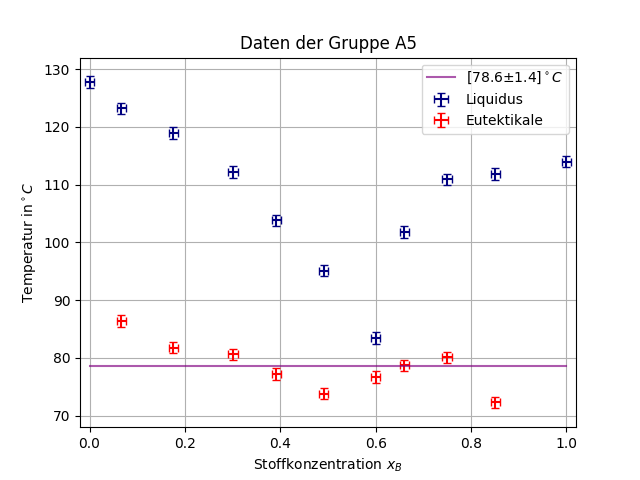 Daten der Gruppe A5
[78.6±1.4]°C
Liquidus
Eutektikale
Temperatur in°C
130
120
110
100
90
80
70
0.0 0.2 0.4 0.6 0.8 1.0
Stoffkonzentration x_B